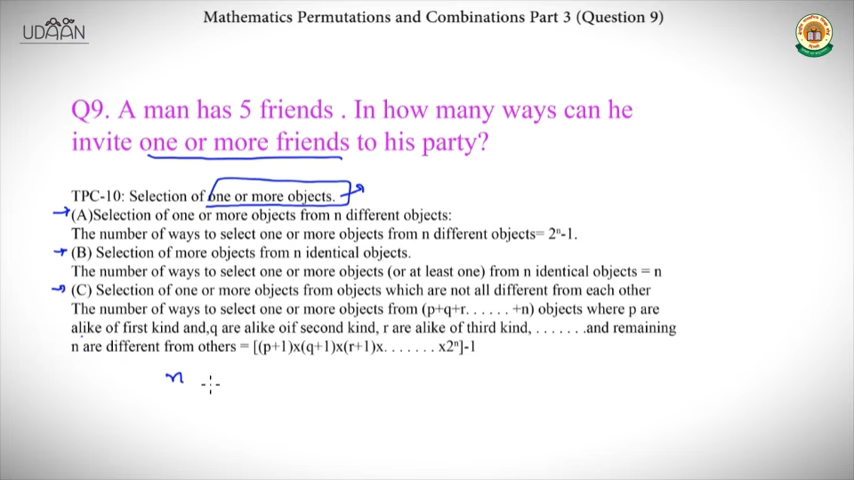 Mathematics Permutations and Combinations Part 3 (Question 9)
UDAAN
Q9. A man has 5 friends . In how many ways can he
invite one or more friends to his party?
TPC-10: Selection of one or more objects.
(A)Selection of one or more objects from n different objects:
The number of ways to select one or more objects from n different objects= 2ⁿ-1.
(B) Selection of more objects from n identical objects.
The number of ways to select one or more objects (or at least one) from n identical objects = n
(C) Selection of one or more objects from objects which are not all different from each other
The number of ways to select one or more objects from (p+q+r. . . . . . +n) objects where p are
alike of first kind and,q are alike oif second kind, r are alike of third kind, . . . . . . .and remaining
n are different from others = [(p+1)x(q+1)x(r+1)x. . . . . . . x2ⁿ]-1
n